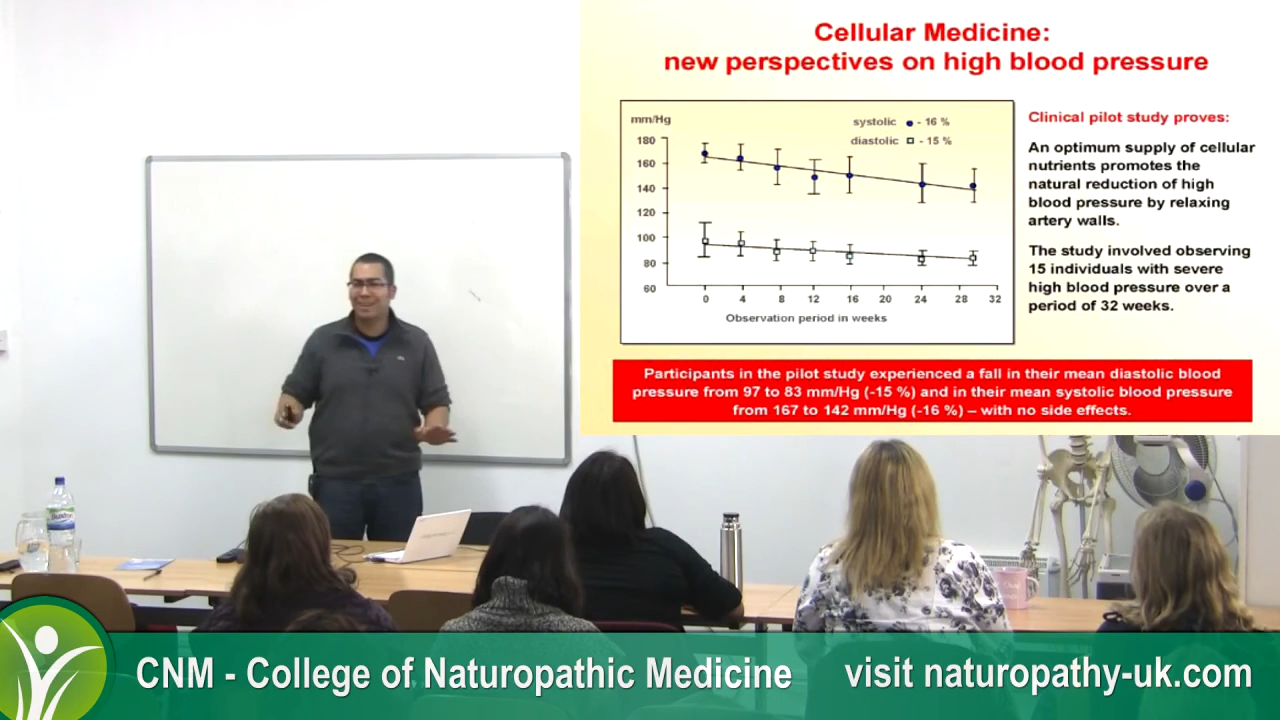 Cellular Medicine:
new perspectives on high blood pressure
mm/Hg
systolic - 16 %
diastolic - 15 %
180
160
140
120
100
80
60
0 4 8 12 16 20 24 28 32
Observation period in weeks
Clinical pilot study proves:
An optimum supply of cellular
nutrients promotes the
natural reduction of high
blood pressure by relaxing
artery walls.
The study involved observing
15 individuals with severe
high blood pressure over a
period of 32 weeks.
Participants in the pilot study experienced a fall in their mean diastolic blood
pressure from 97 to 83 mm/Hg (-15 %) and in their mean systolic blood pressure
from 167 to 142 mm/Hg (-16 %) – with no side effects.
CNM - College of Naturopathic Medicine
visit naturopathy-uk.com